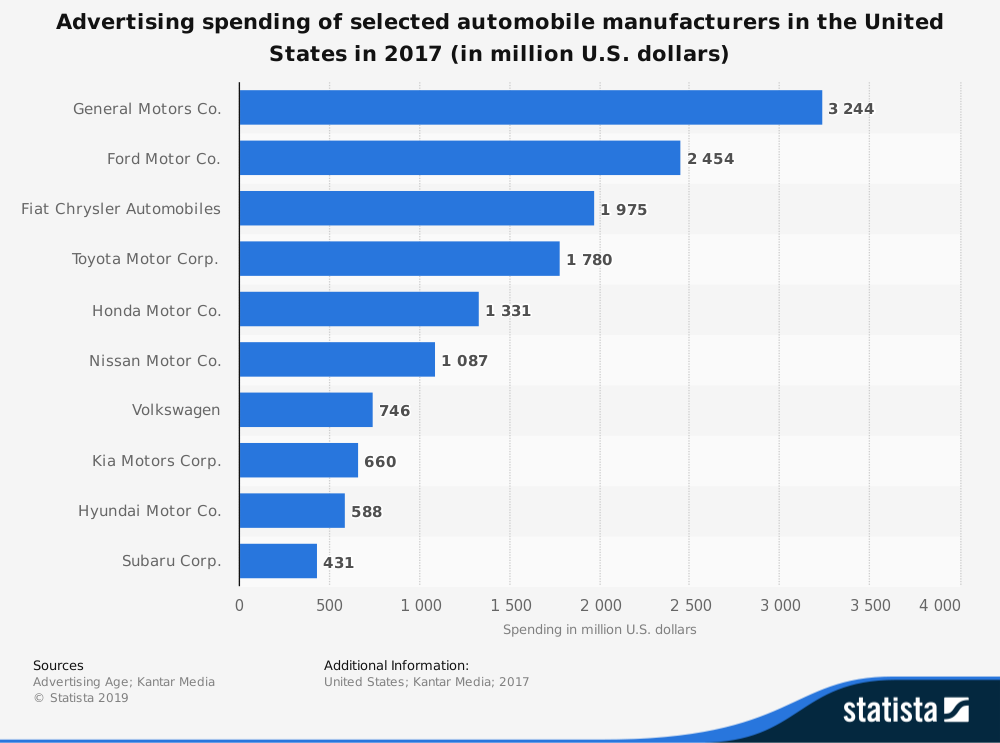 Advertising spending of selected automobile manufacturers in the United
States in 2017 (in million U.S. dollars)
General Motors Co.
3 244
Ford Motor Co.
2 454
Fiat Chrysler Automobiles
1 975
Toyota Motor Corp.
1 780
Honda Motor Co.
1 331
Nissan Motor Co.
1 087
Volkswagen
746
Kia Motors Corp.
660
Hyundai Motor Co.
588
Subaru Corp.
431
0 500 1 000 1 500 2 000 2 500 3 000 3 500 4 000
Spending in million U.S. dollars
Sources
Advertising Age; Kantar Media
© Statista 2019
Additional Information:
United States; Kantar Media; 2017
statista